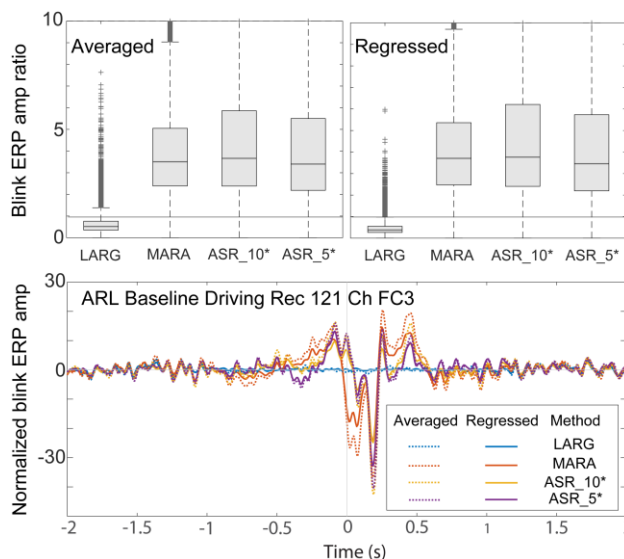 Averaged
Regressed
Blink ERP amp ratio
10
5
0
LARG MARA ASR_10* ASR_5*
LARG MARA ASR_10* ASR_5*
ARL Baseline Driving Rec 121 Ch FC3
Normalized blink ERP amp
30
0
-30
Averaged Regressed Method
LARG
MARA
ASR_10*
ASR_5*
-2 -1.5 -1 -0.5 0 0.5 1 1.5 2
Time (s)